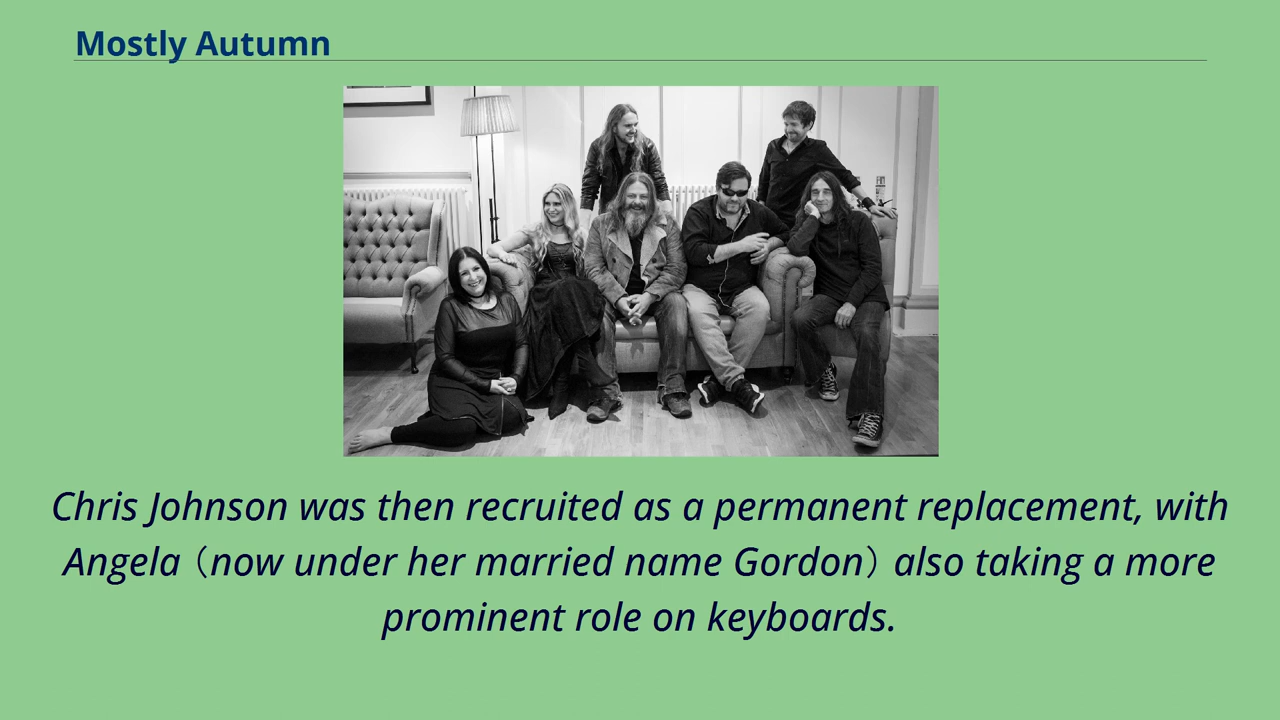 Mostly Autumn
Chris Johnson was then recruited as a permanent replacement, with
Angela（now under her married name Gordon）also taking a more
prominent role on keyboards.